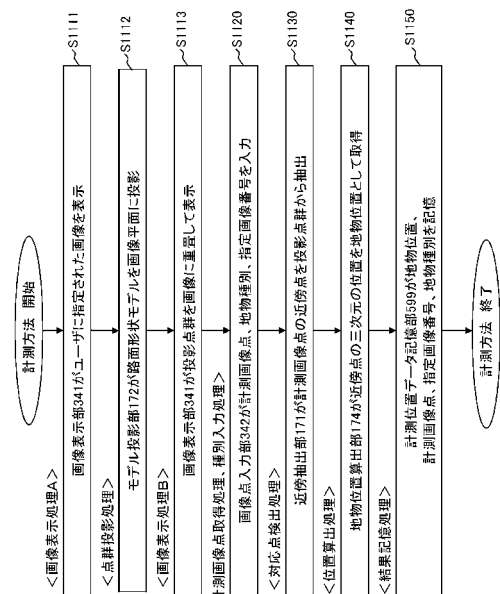 計測方法 開始
<画像表示処理A>
画像表示部341がユーザに指定された画像を表示
S1111
<点群投影処理>
モデル投影部172が路面形状モデルを画像平面に投影
S1112
<画像表示処理B>
画像表示部341が投影点群を画像に重畳して表示
S1113
計測画像点取得処理、種別入力処理>
画像点入力部342が計測画像点、地物種別、指定画像番号を入力
S1120
<対応点検出処理>
近傍抽出部171が計測画像点の近傍点を投影点群から抽出
S1130
<位置算出処理>
地物位置算出部174が近傍点の三次元の位置を地物位置として取得
S1140
<結果記憶処理>
計測位置データ記憶部599が地物位置、
計測画像点、指定画像番号、地物種別を記憶
S1150
計測方法 終了